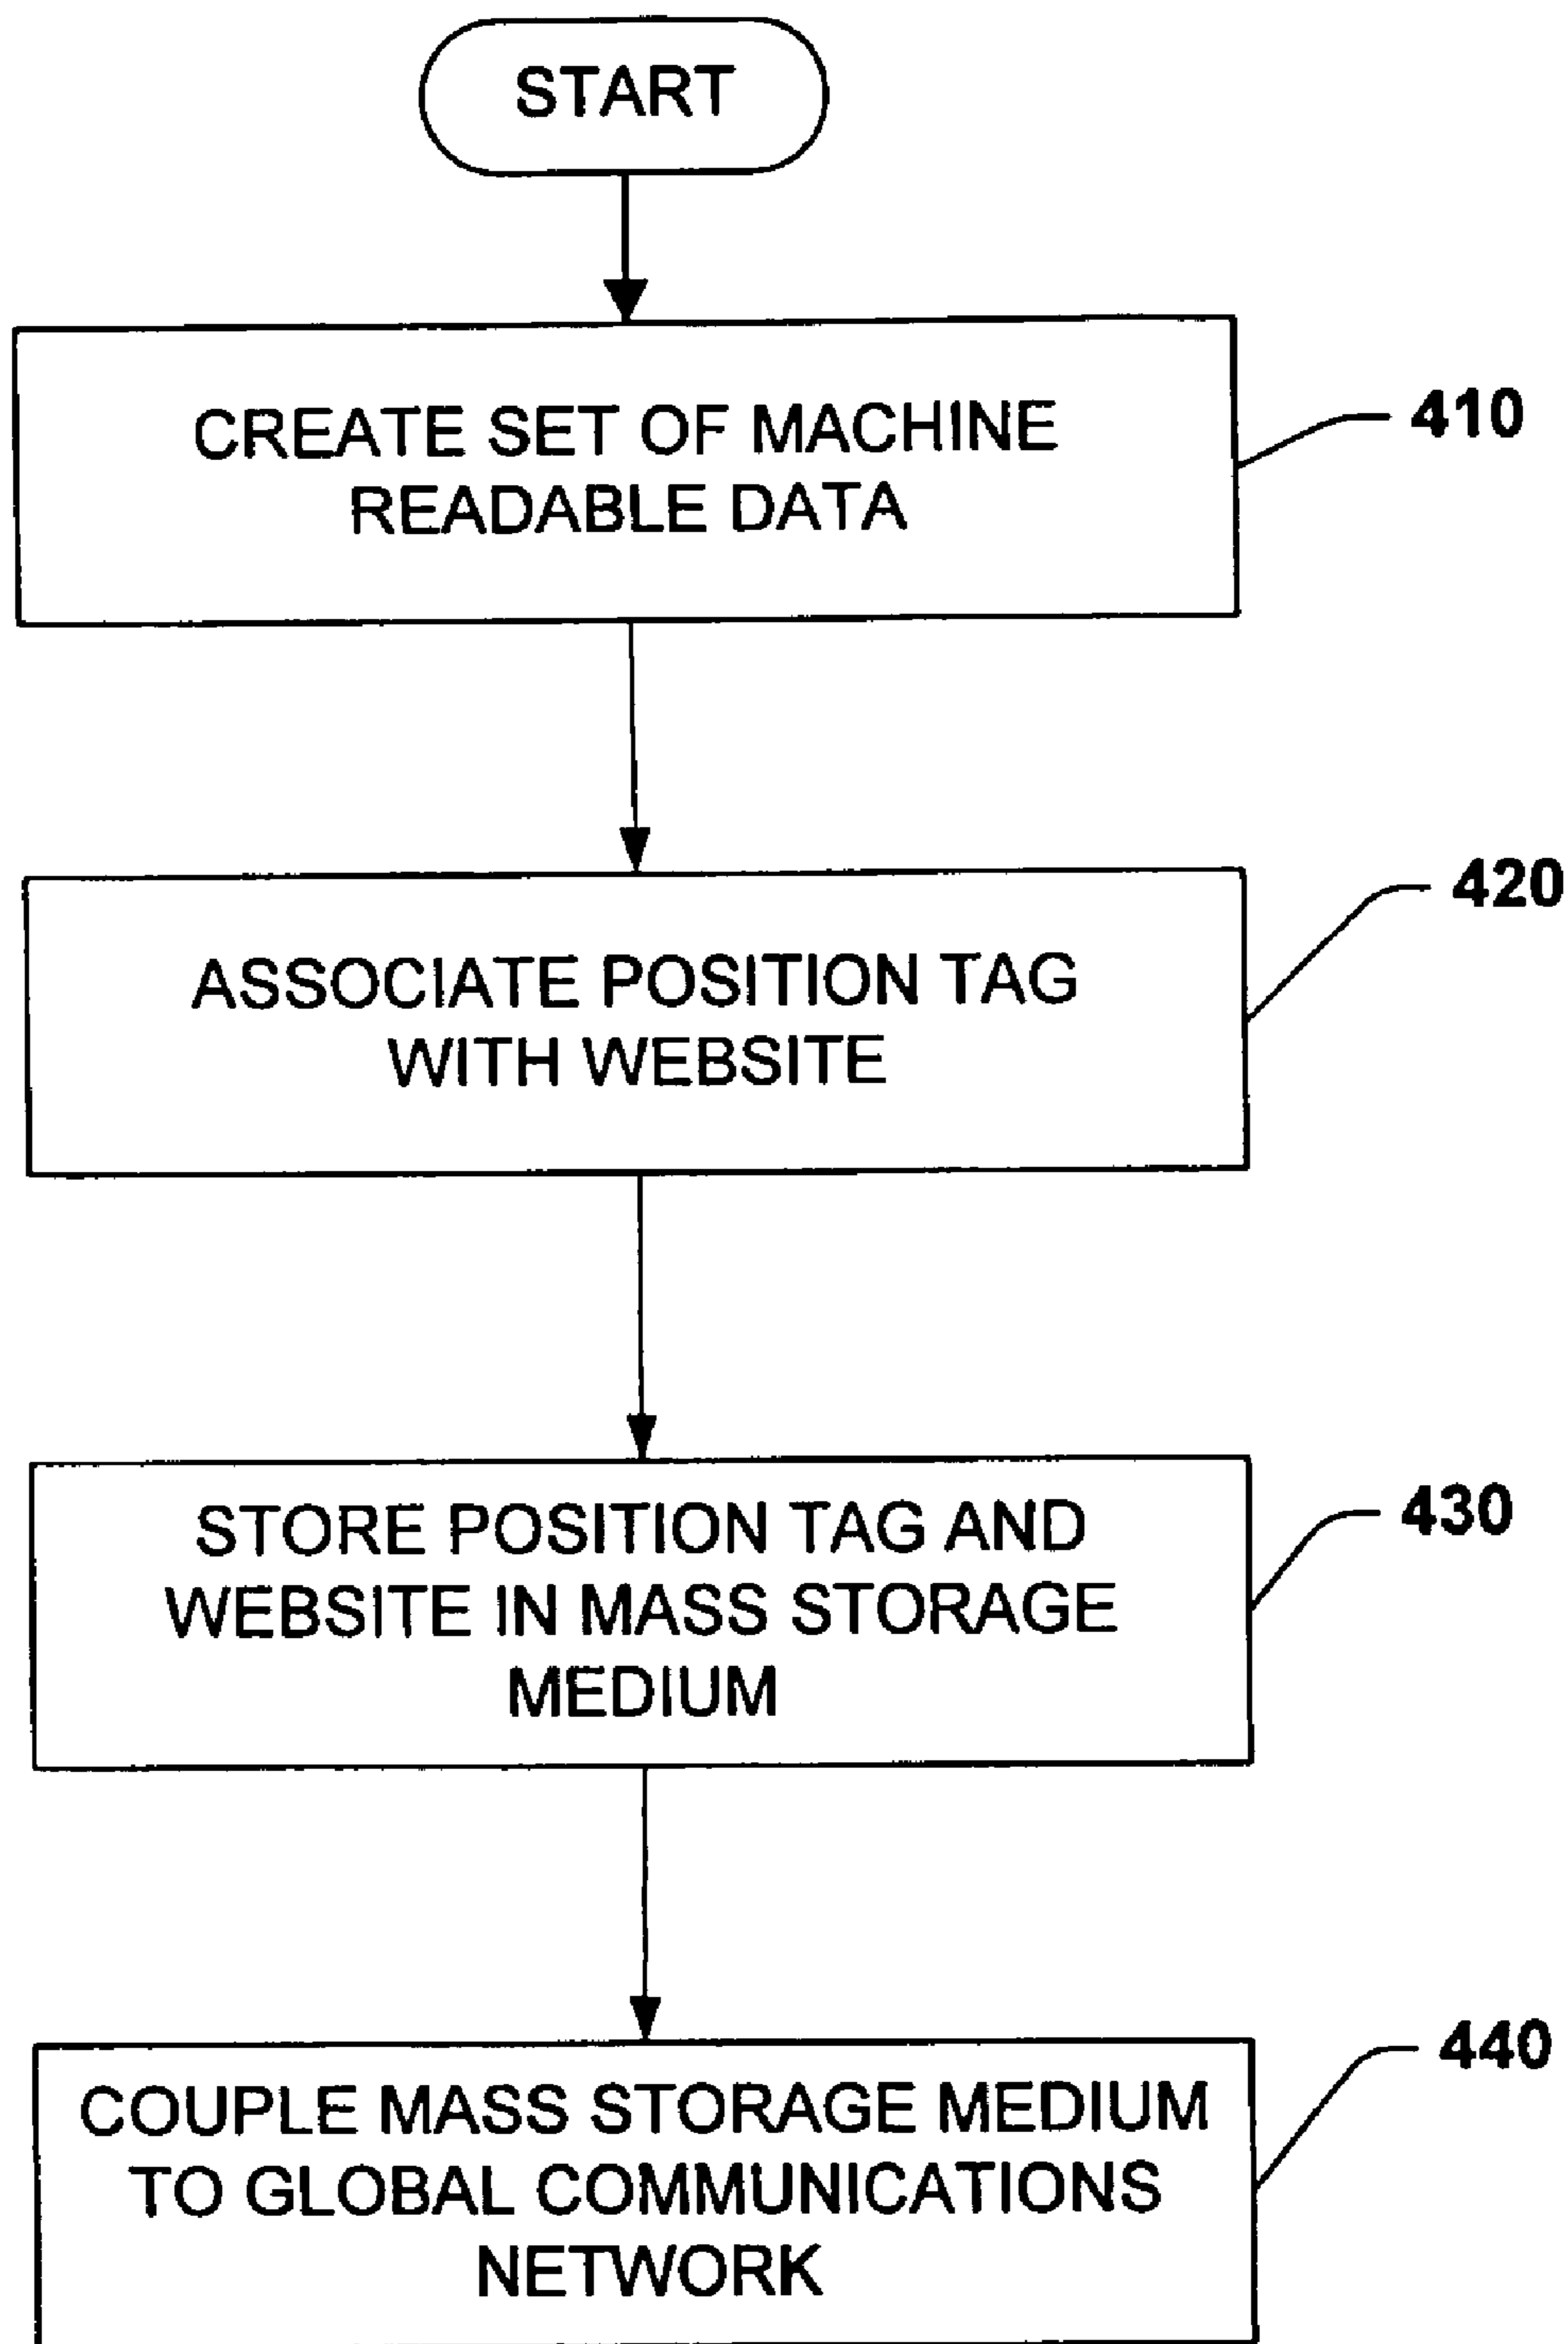 START
CREATE SET OF MACHINE
READABLE DATA
410
ASSOCIATE POSITION TAG
WITH WEBSITE
420
STORE POSITION TAG AND
WEBSITE IN MASS STORAGE
MEDIUM
430
COUPLE MASS STORAGE MEDIUM
TO GLOBAL COMMUNICATIONS
NETWORK
440